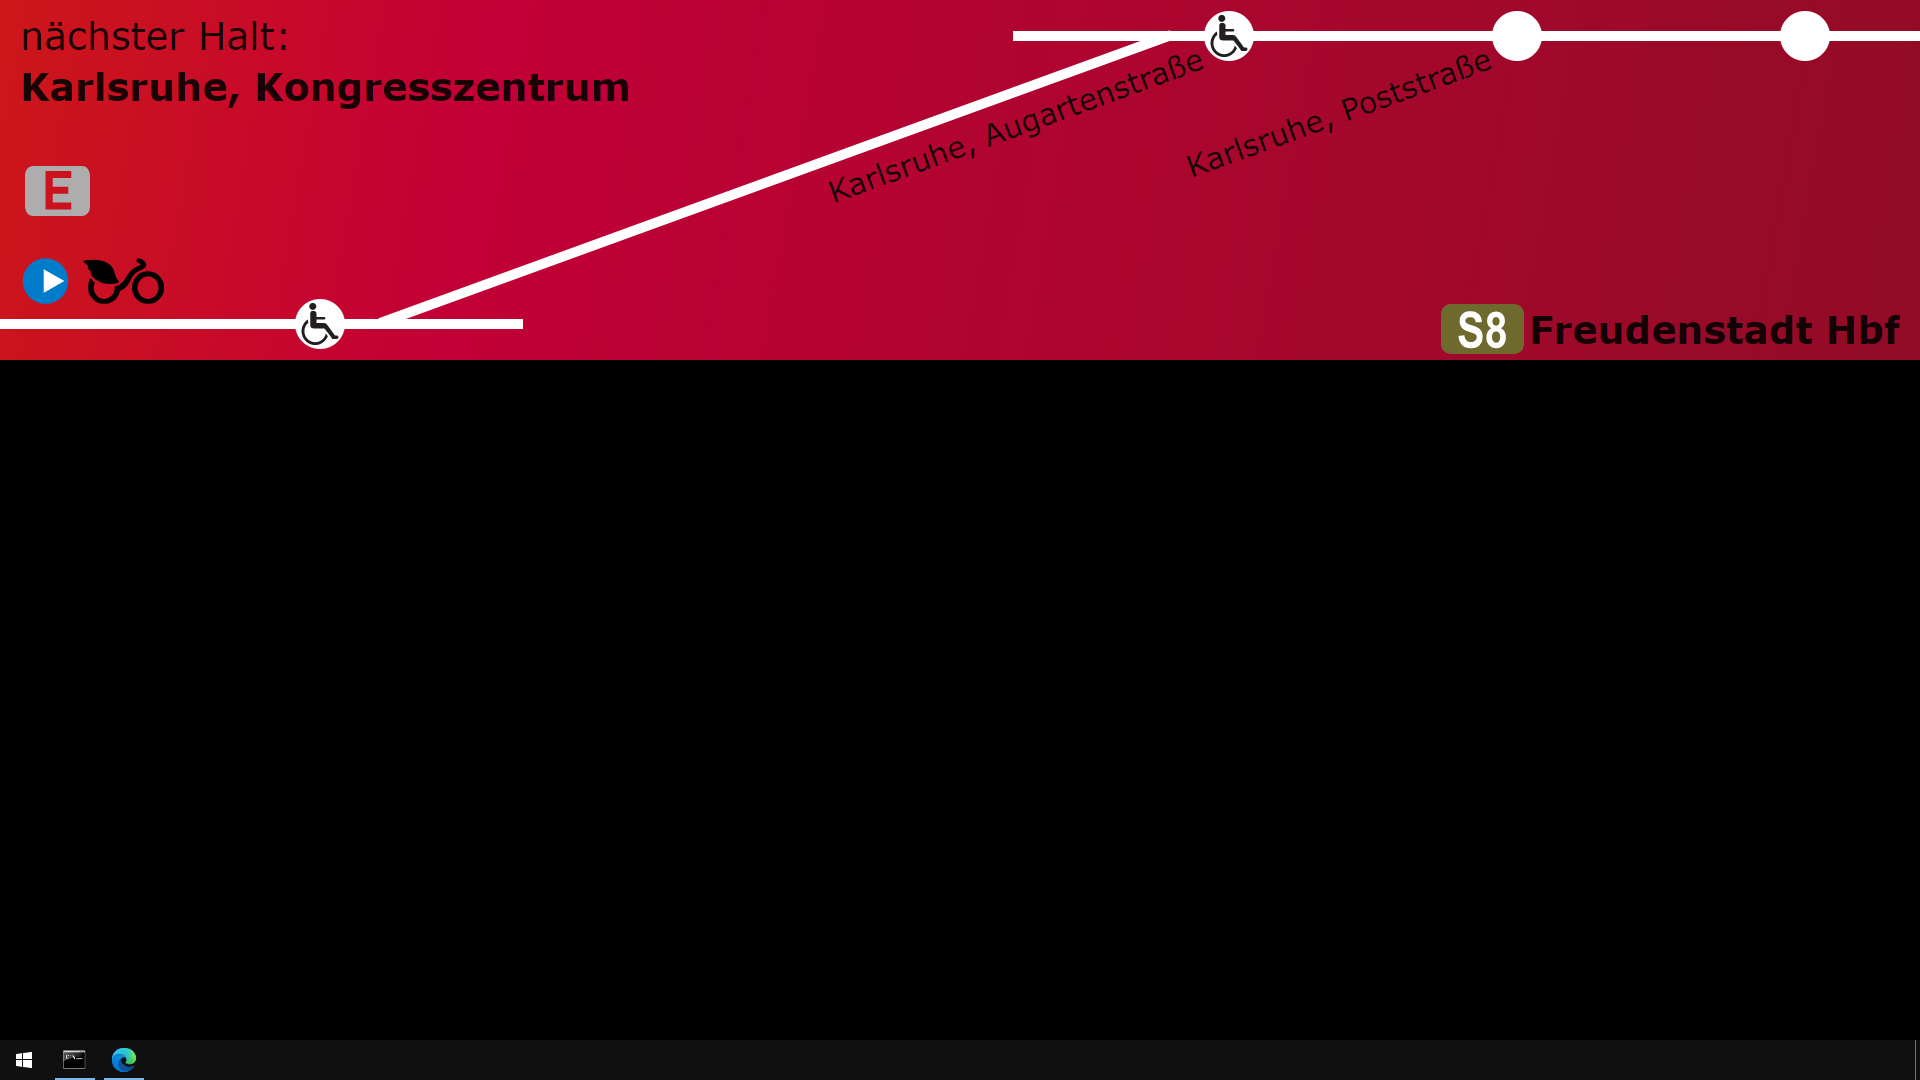 nächster Halt:
Karlsruhe, Kongresszentrum
Karlsruhe, Augartenstraße
Karlsruhe, Poststraße
E
S8 Freudenstadt Hbf